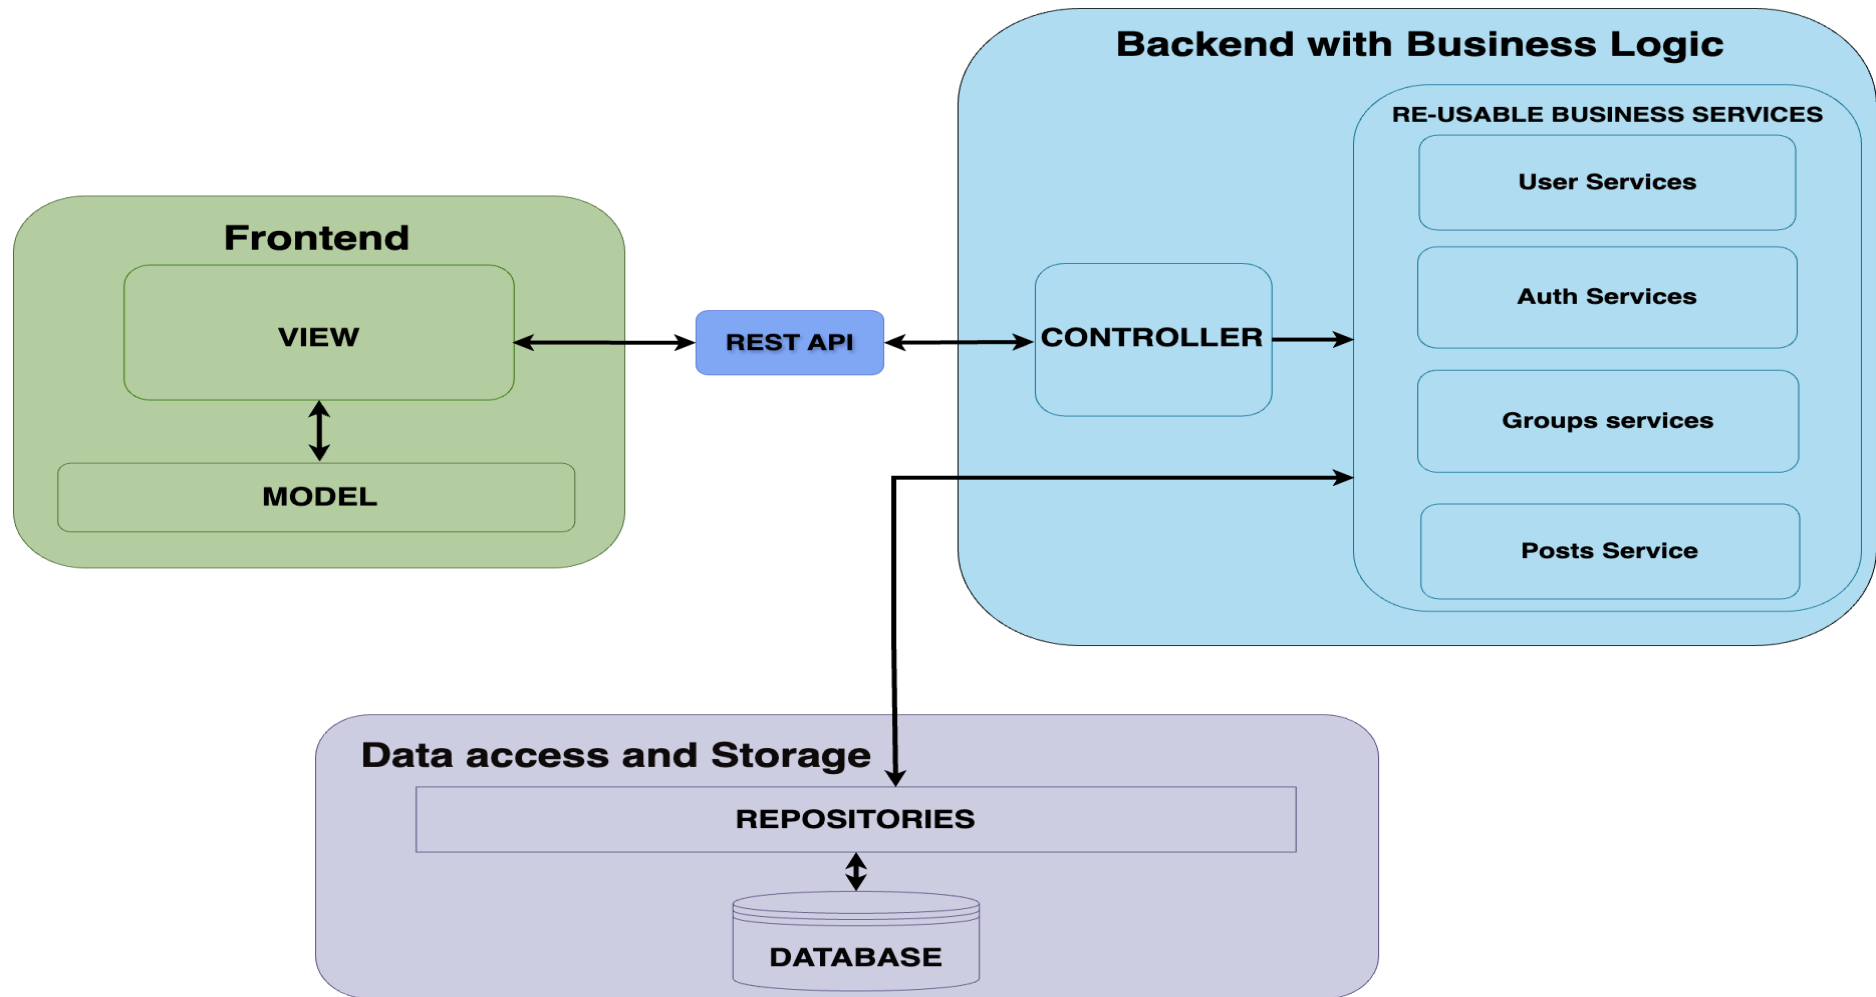 Backend with Business Logic
RE-USABLE BUSINESS SERVICES
User Services
Auth Services
Groups services
Posts Service
Frontend
VIEW
MODEL
REST API
CONTROLLER
Data access and Storage
REPOSITORIES
DATABASE